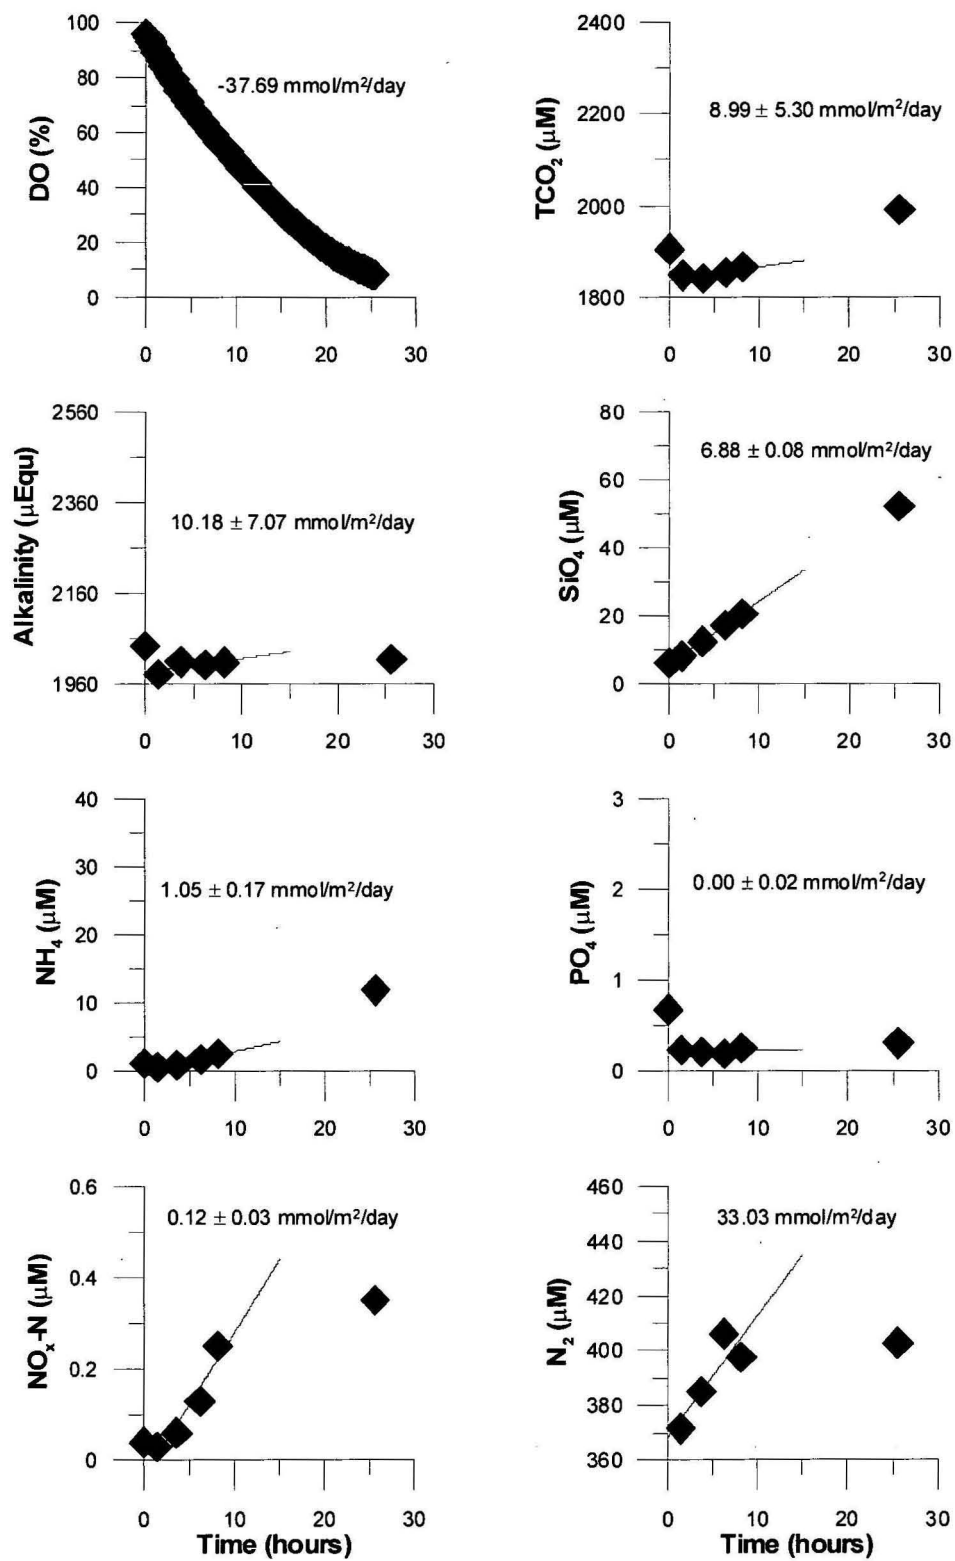 100
80
60
40
20
0
DO (%)
-37.69 mmol/m²/day
0 10 20 30
2400
2200
2000
1800
TCO₂ (μM)
8.99 ± 5.30 mmol/m²/day
0 10 20 30
2560
2360
2160
1960
Alkalinity (μEqu)
10.18 ± 7.07 mmol/m²/day
0 10 20 30
80
60
40
20
0
SiO₄ (μM)
6.88 ± 0.08 mmol/m²/day
0 10 20 30
40
30
20
10
0
NH₄ (μM)
1.05 ± 0.17 mmol/m²/day
0 10 20 30
3
2
1
0
PO₄ (μM)
0.00 ± 0.02 mmol/m²/day
0 10 20 30
0.6
0.4
0.2
0
NOₓ-N (μM)
0.12 ± 0.03 mmol/m²/day
0 10 20 30
Time (hours)
460
440
420
400
380
360
N₂ (μM)
33.03 mmol/m²/day
0 10 20 30
Time (hours)